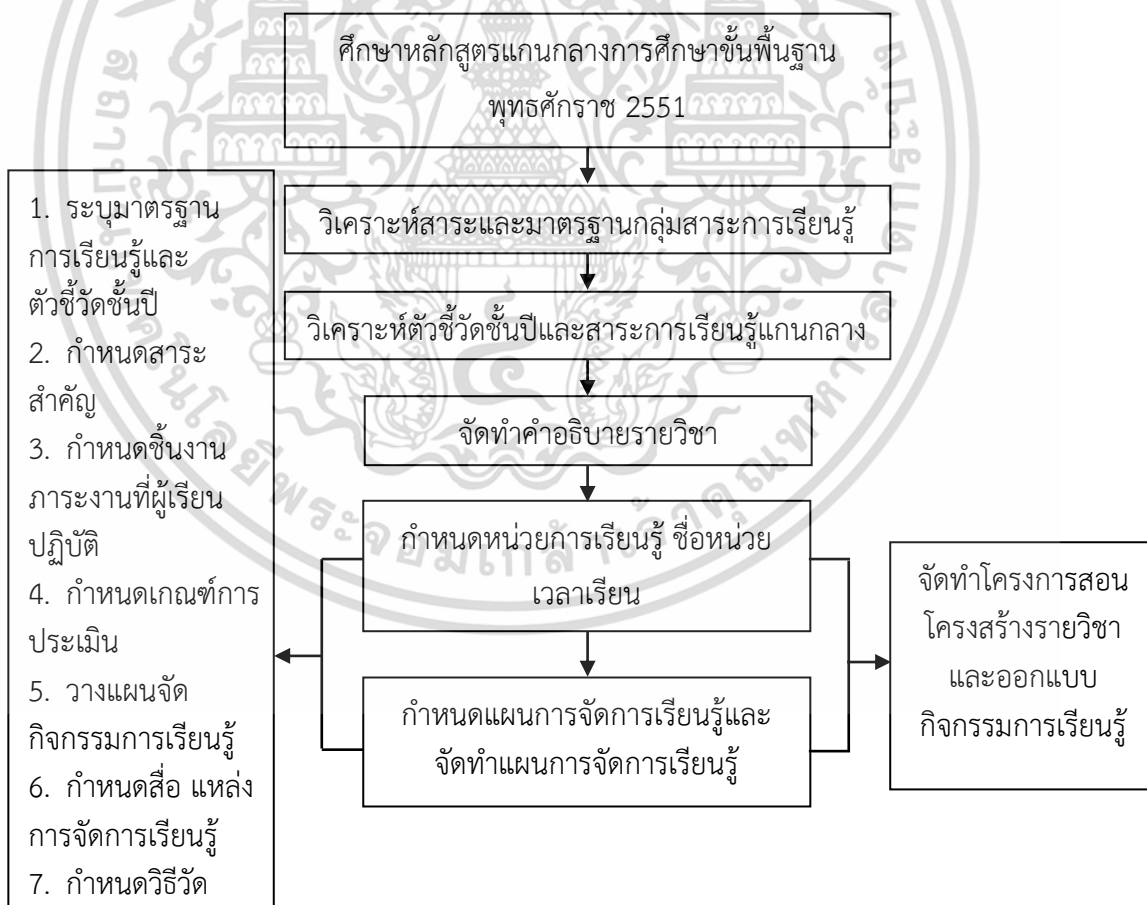 ศึกษาหลักสูตรแกนกลางการศึกษาขั้นพื้นฐาน
พุทธศักราช 2551
วิเคราะห์สาระและมาตรฐานกลุ่มสาระการเรียนรู้
วิเคราะห์ตัวชี้วัดชั้นปีและสาระการเรียนรู้แกนกลาง
จัดทำคำอธิบายรายวิชา
กำหนดหน่วยการเรียนรู้ ชื่อหน่วย
เวลาเรียน
กำหนดแผนการจัดการเรียนรู้และ
จัดทำแผนการจัดการเรียนรู้
1. ระบุมาตรฐาน
การเรียนรู้และ
ตัวชี้วัดชั้นปี
2. กำหนดสาระ
สำคัญ
3. กำหนดชิ้นงาน
ภาระงานที่ผู้เรียน
ปฏิบัติ
4. กำหนดเกณฑ์การ
ประเมิน
5. วางแผนจัด
กิจกรรมการเรียนรู้
6. กำหนดสื่อ แหล่ง
การจัดการเรียนรู้
7. กำหนดวิธีวัด
จัดทำโครงการสอน
โครงสร้างรายวิชา
และออกแบบ
กิจกรรมการเรียนรู้